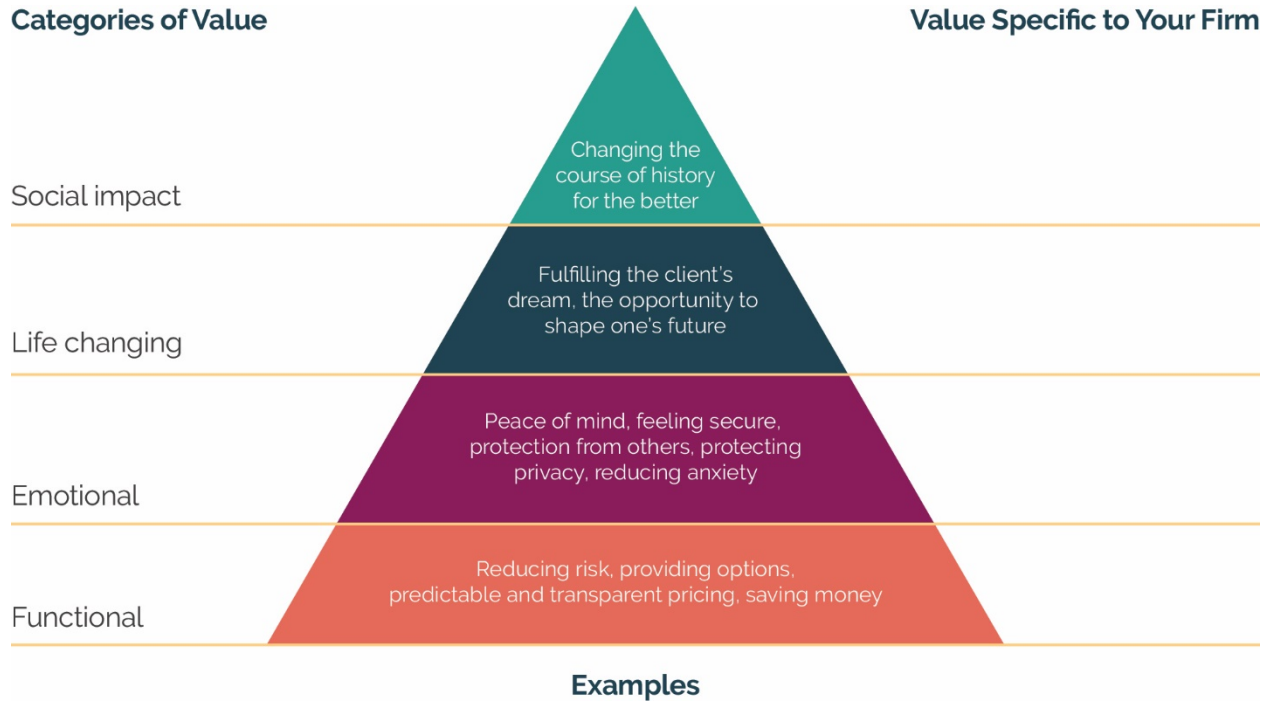 Categories of Value
Value Specific to Your Firm
Changing the
course of history
for the better
Social impact
Fulfilling the client's
dream, the opportunity to
shape one's future
Life changing
Peace of mind, feeling secure,
protection from others, protecting
privacy, reducing anxiety
Emotional
Reducing risk, providing options,
predictable and transparent pricing, saving money
Functional
Examples